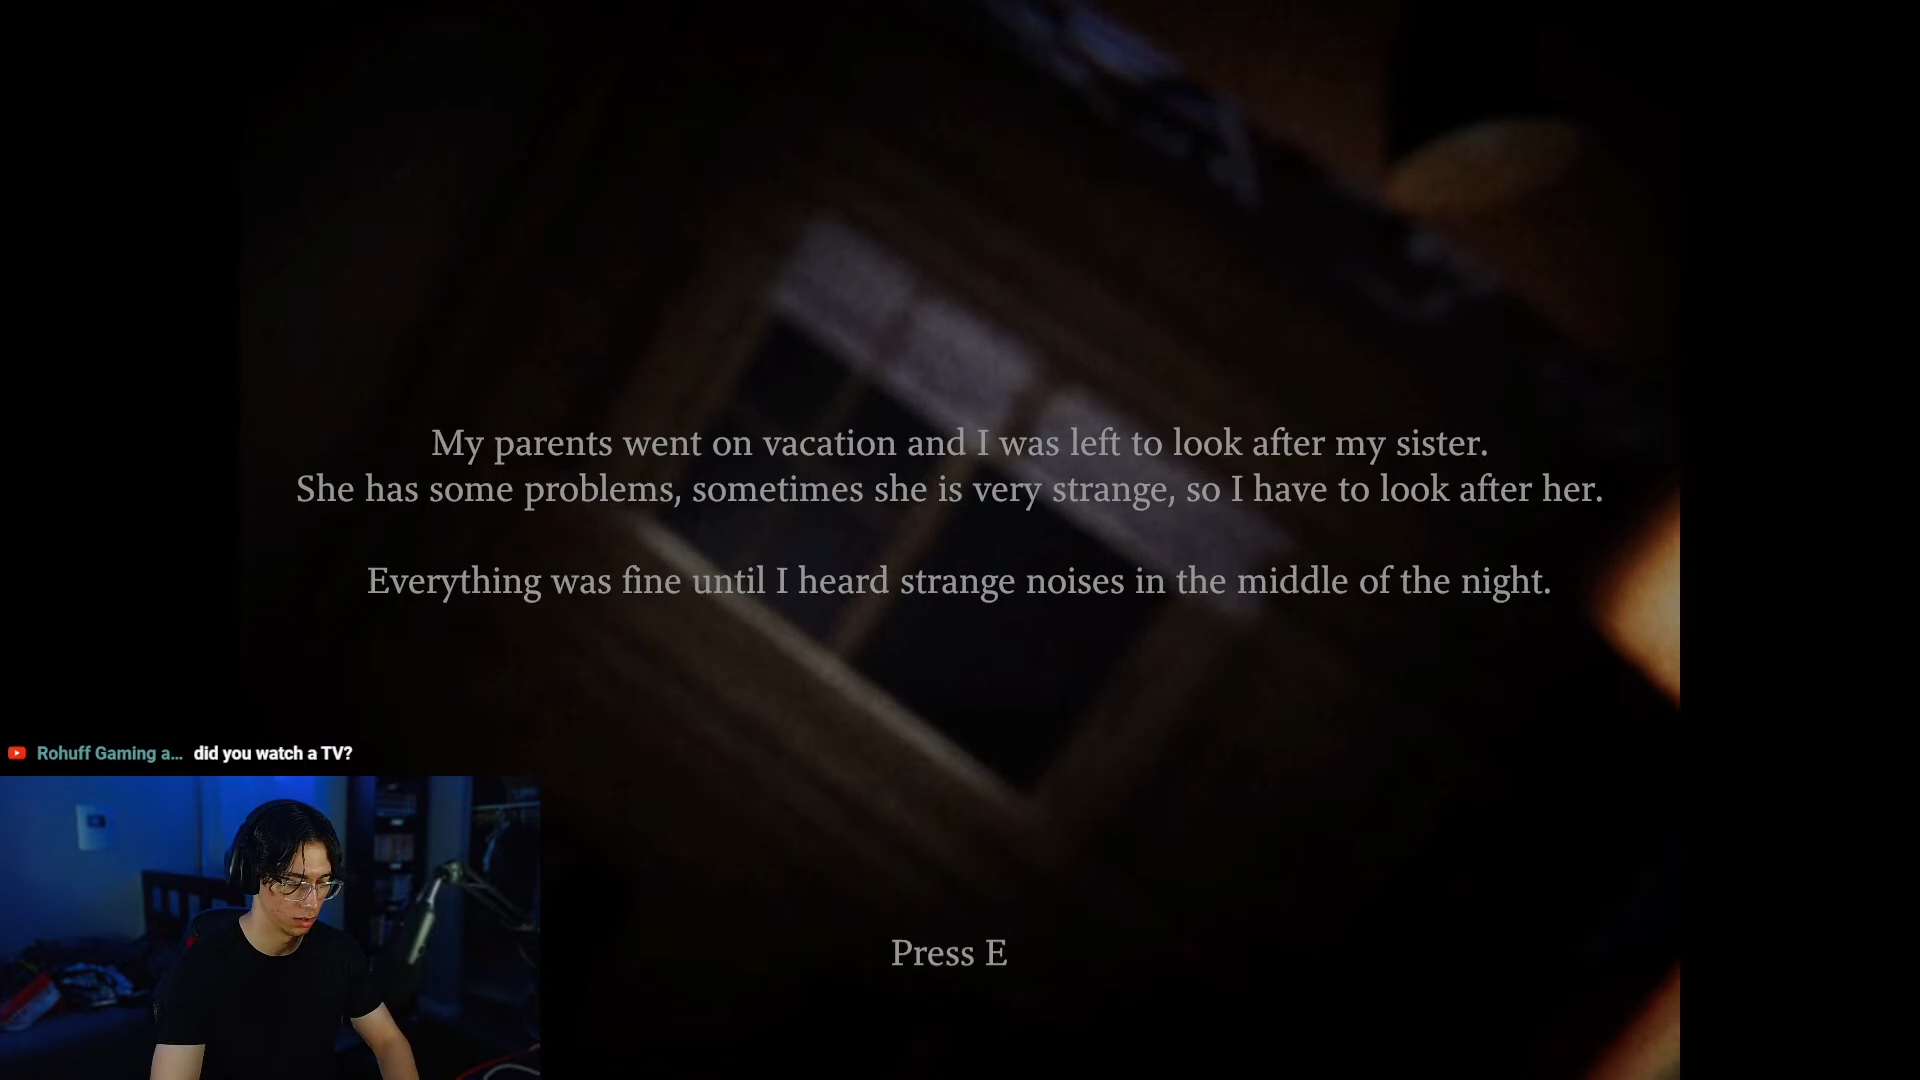 My parents went on vacation and I was left to look after my sister.
She has some problems, sometimes she is very strange, so I have to look after her.
Everything was fine until I heard strange noises in the middle of the night.
Rohuff Gaming a... did you watch a TV?
Press E